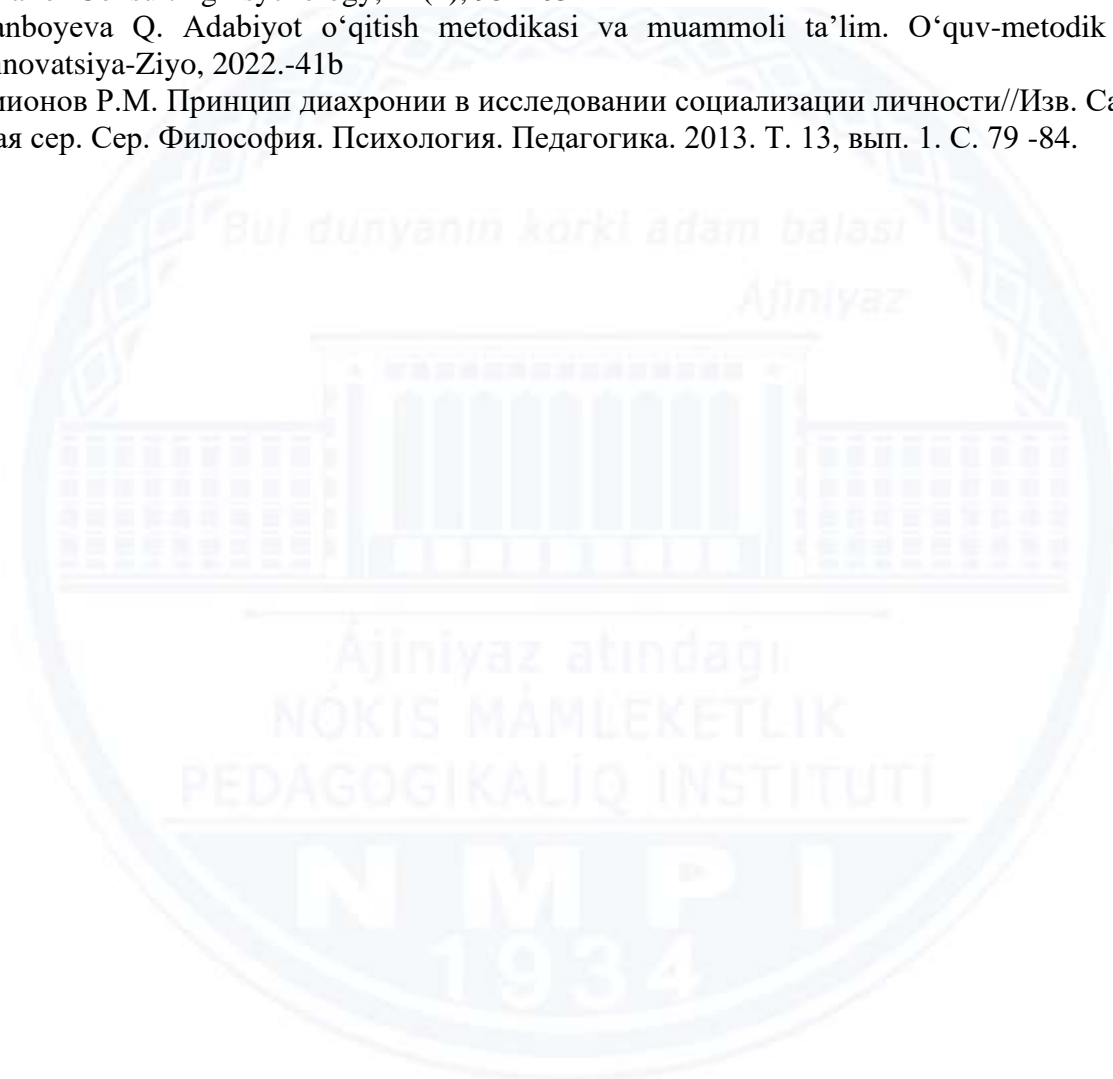 anboyeva Q. Adabiyot o‘qitish metodikasi va muammoli ta’lim. O‘quv-metodik
novatsiya-Ziyo, 2022.-41b
мионов Р.М. Принцип диахронии в исследовании социализации личности//Изв. Са
ая сер. Сер. Философия. Психология. Педагогика. 2013. Т. 13, вып. 1. С. 79 -84.
Bul dunyanın korki adam balası
Ájiniyaz
Ájiniyaz atındaǵı
NÓKIS MÁMLEKETLIK
PEDAGOGIKALÍQ INSTITUTÍ
NMPI
1934